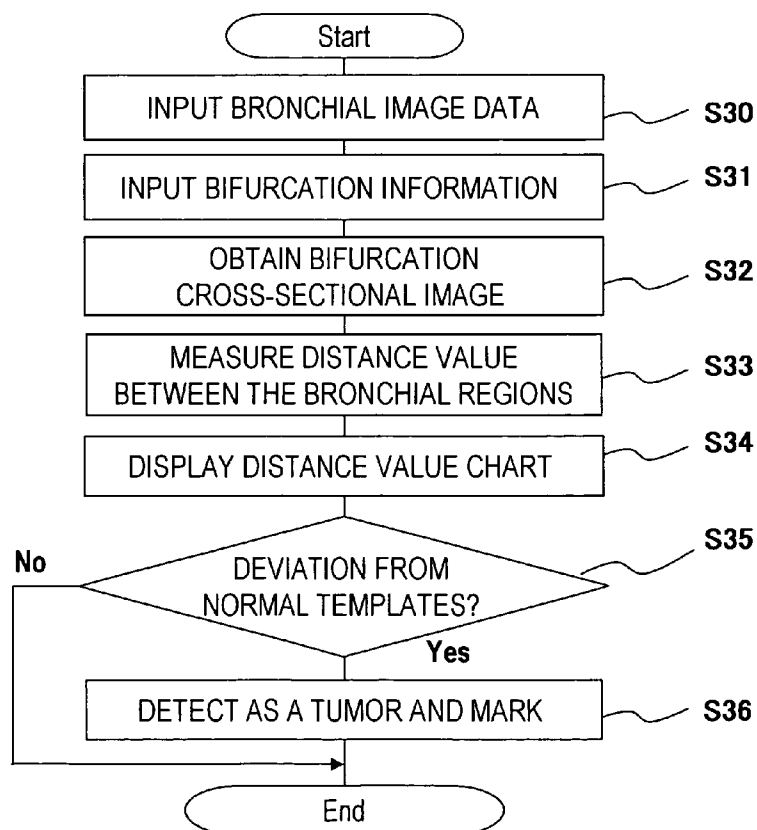 Start
INPUT BRONCHIAL IMAGE DATA
S30
INPUT BIFURCATION INFORMATION
S31
OBTAIN BIFURCATION
CROSS-SECTIONAL IMAGE
S32
MEASURE DISTANCE VALUE
BETWEEN THE BRONCHIAL REGIONS
S33
DISPLAY DISTANCE VALUE CHART
S34
DEVIATION FROM
NORMAL TEMPLATES?
S35
No
Yes
DETECT AS A TUMOR AND MARK
S36
End